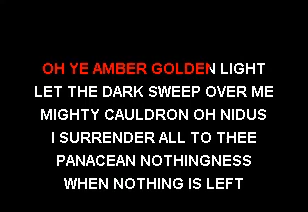 OH YE AMBER GOLDEN LIGHT
LET THE DARK SWEEP OVER ME
MIGHTY CAULDRON OH NIDUS
I SURRENDER ALL TO THEE
PANACEAN NOTHINGNESS
WHEN NOTHING IS LEFT